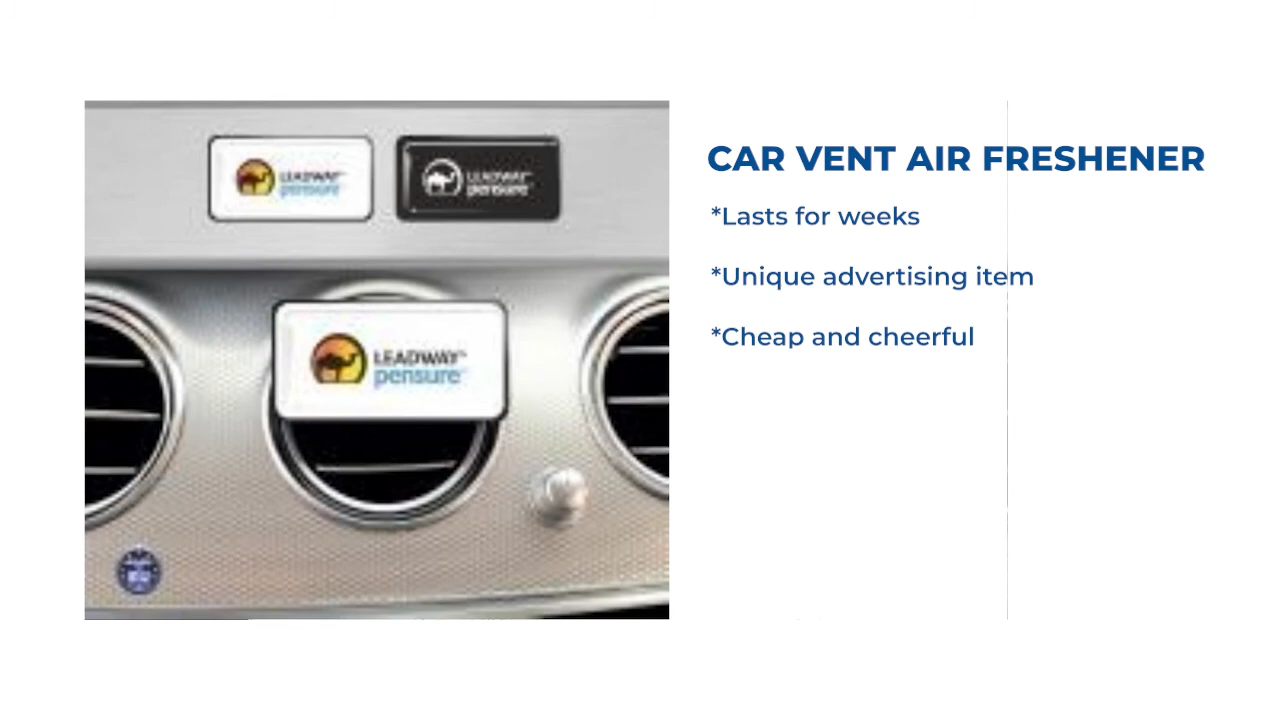 LEADWAY
pensure
LEADWAY
pensure
LEADWAY
pensure
CAR VENT AIR FRESHENER
*Lasts for weeks
*Unique advertising item
*Cheap and cheerful